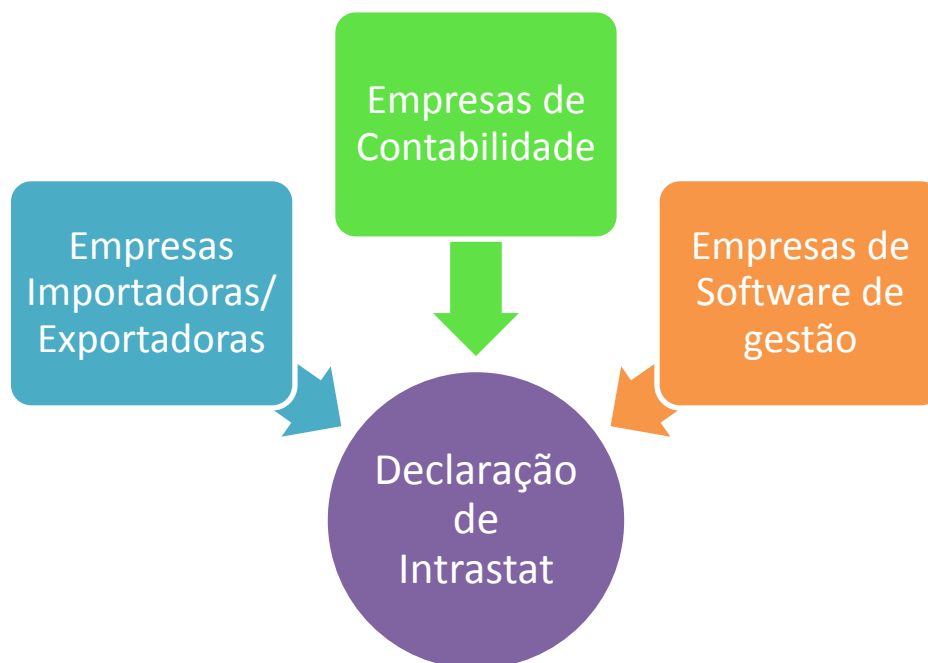 Empresas de
Contabilidade
Empresas
Importadoras/
Exportadoras
Empresas de
Software de
gestão
Declaração
de
Intrastat